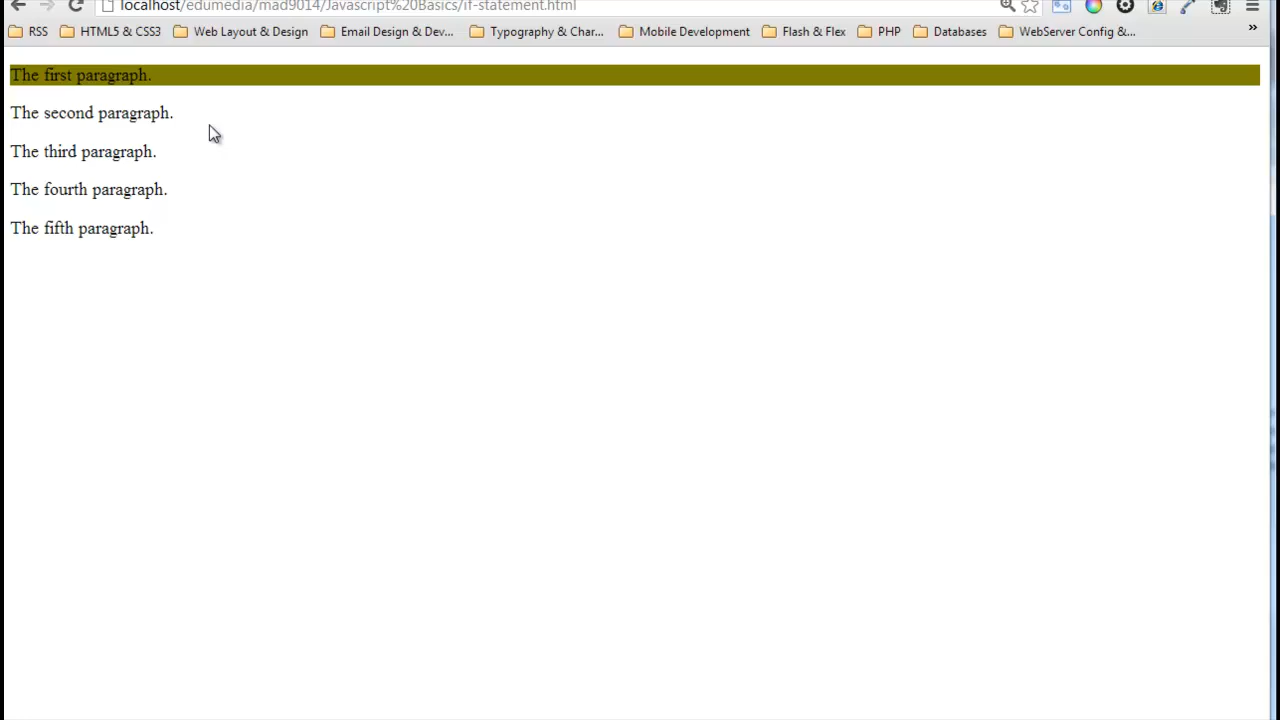 localhost/edumedia/mad9014/Javascript%20Basics/if-statement.html
RSS HTML5 & CSS3 Web Layout & Design Email Design & Dev... Typography & Char... Mobile Development Flash & Flex PHP Databases WebServer Config &... »
The first paragraph.
The second paragraph.
The third paragraph.
The fourth paragraph.
The fifth paragraph.